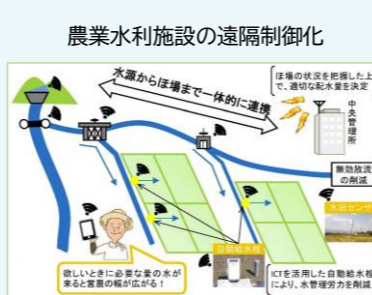 農業水利施設の遠隔制御化
水源からほ場まで一体的に連携
ほ場の状況を把握した上
で、適切な配水量を決定
中央管理所
無効放流
の削減
水田センサ
自動給水栓
欲しいときに必要な量の水が
来ると営農の幅が広がる！
ICTを活用した自動給水栓
により、水管理労力を削減